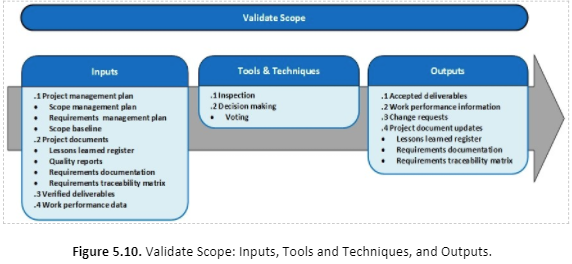 Validate Scope
Inputs
.1 Project management plan
• Scope management plan
• Requirements management plan
• Scope baseline
.2 Project documents
• Lessons learned register
• Quality reports
• Requirements documentation
• Requirements traceability matrix
.3 Verified deliverables
.4 Work performance data
Tools & Techniques
.1 Inspection
.2 Decision making
• Voting
Outputs
.1 Accepted deliverables
.2 Work performance information
.3 Change requests
.4 Project document updates
• Lessons learned register
• Requirements documentation
• Requirements traceability matrix
Figure 5.10. Validate Scope: Inputs, Tools and Techniques, and Outputs.